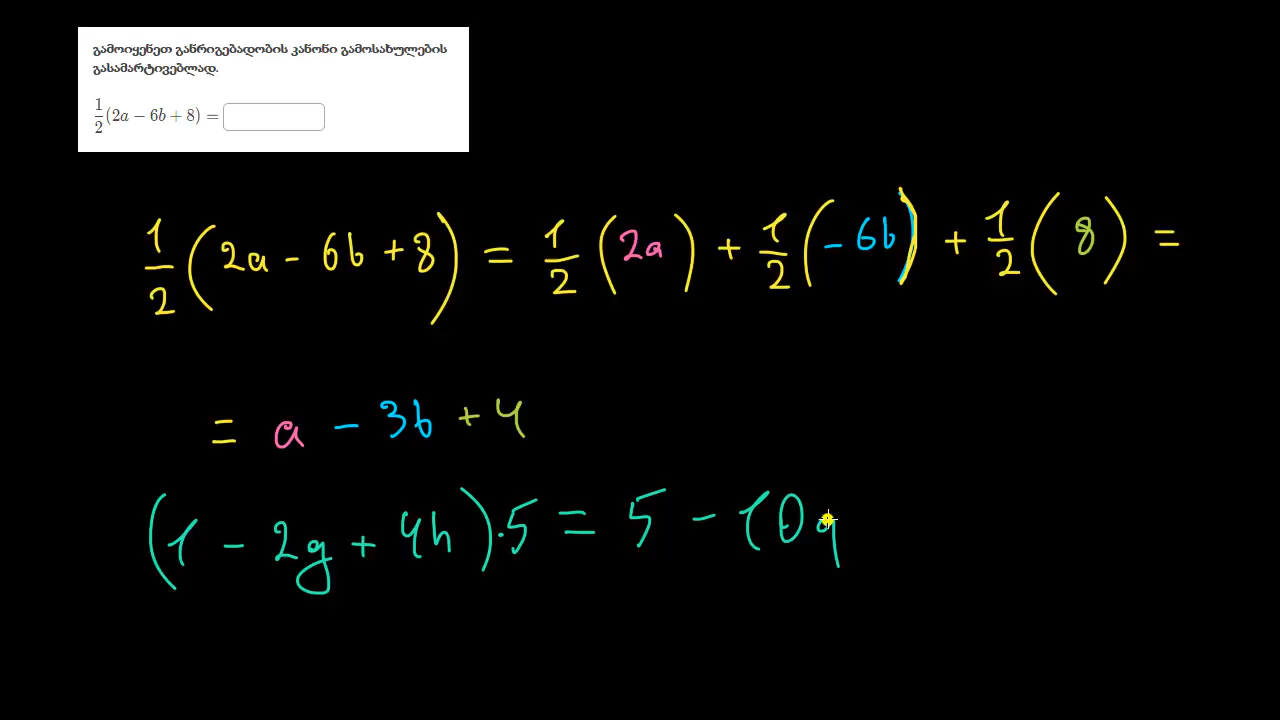 გამოიყენეთ განრიგებადობის კანონი გამოსახულების
გასამარტივებლად.
1/2(2a − 6b + 8) =
1/2 (2a - 6b + 8) = 1/2 (2a) + 1/2 (- 6b) + 1/2 (8) =
= a - 3b + 4
(1 - 2g + 4h) · 5 = 5 - 10g